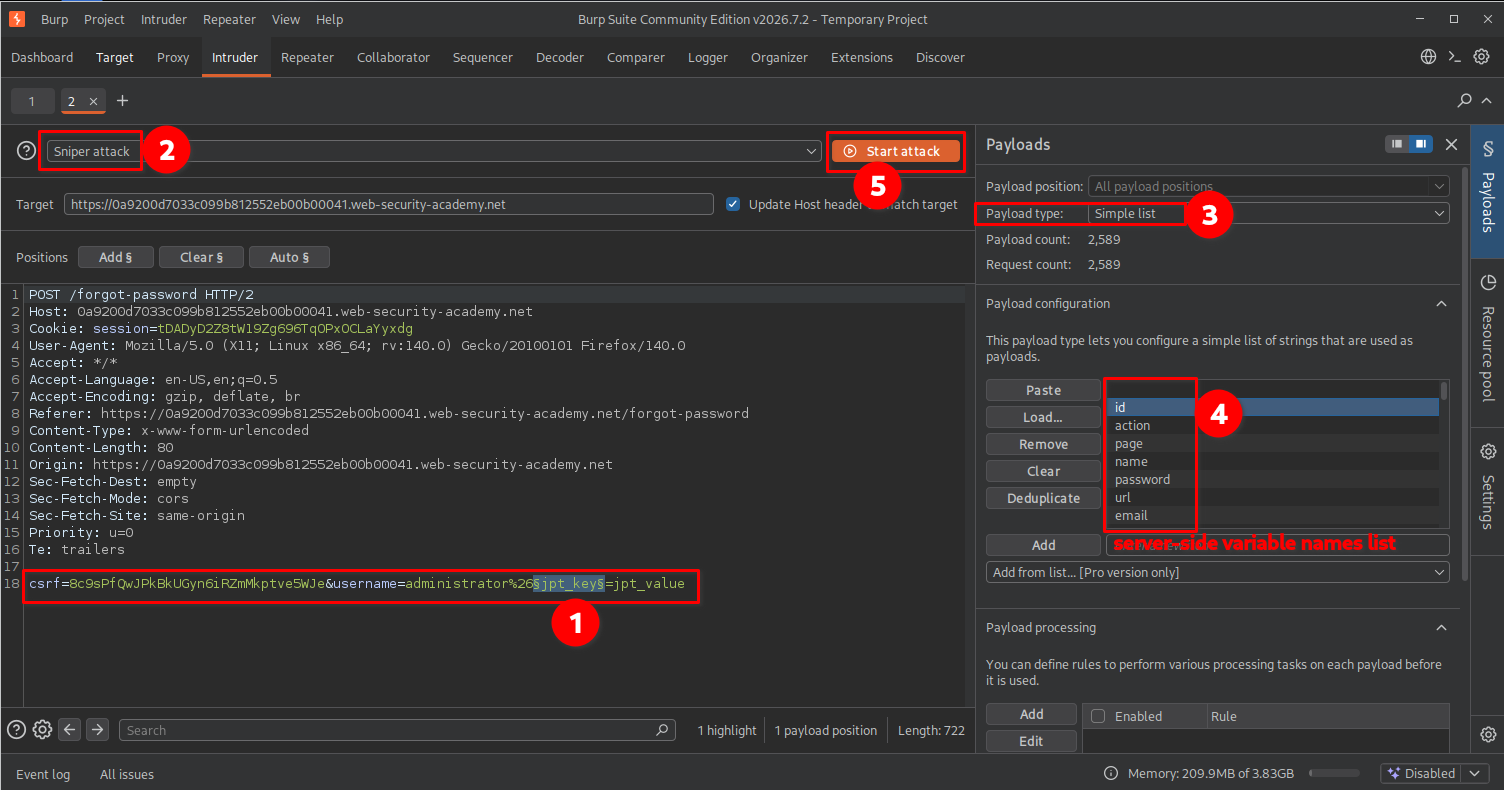 Burp Project Intruder Repeater View Help Burp Suite Community Edition v2026.7.2 - Temporary Project
Dashboard Target Proxy Intruder Repeater Collaborator Sequencer Decoder Comparer Logger Organizer Extensions Discover
1 2 × +
Sniper attack 2 Start attack
5
Target https://0a9200d7033c099b812552eb00b00041.web-security-academy.net Update Host header match target
Positions Add § Clear § Auto §
1 POST /forgot-password HTTP/2
2 Host: 0a9200d7033c099b812552eb00b00041.web-security-academy.net
3 Cookie: session=tDADyD2Z8tW19Zg696TqOPxOCLaYyxdg
4 User-Agent: Mozilla/5.0 (X11; Linux x86_64; rv:140.0) Gecko/20100101 Firefox/140.0
5 Accept: */*
6 Accept-Language: en-US,en;q=0.5
7 Accept-Encoding: gzip, deflate, br
8 Referer: https://0a9200d7033c099b812552eb00b00041.web-security-academy.net/forgot-password
9 Content-Type: x-www-form-urlencoded
10 Content-Length: 80
11 Origin: https://0a9200d7033c099b812552eb00b00041.web-security-academy.net
12 Sec-Fetch-Dest: empty
13 Sec-Fetch-Mode: cors
14 Sec-Fetch-Site: same-origin
15 Priority: u=0
16 Te: trailers
17
18 csrf=8c9sPfQwJPkBkUGyn6iRZmMkptve5WJe&username=administrator%26§jpt_key§=jpt_value
1
Search 1 highlight 1 payload position Length: 722
Payloads
Payload position: All payload positions
Payload type: Simple list 3
Payload count: 2,589
Request count: 2,589
Payload configuration
This payload type lets you configure a simple list of strings that are used as
payloads.
Paste
Load...
Remove
Clear
Deduplicate
id
action
page
name
password
url
email
4
Add
server-side variable names list
Add from list... [Pro version only]
Payload processing
You can define rules to perform various processing tasks on each payload before
it is used.
Add Enabled Rule
Edit
§ Payloads
Resource pool
Settings
Event log All issues Memory: 209.9MB of 3.83GB Disabled